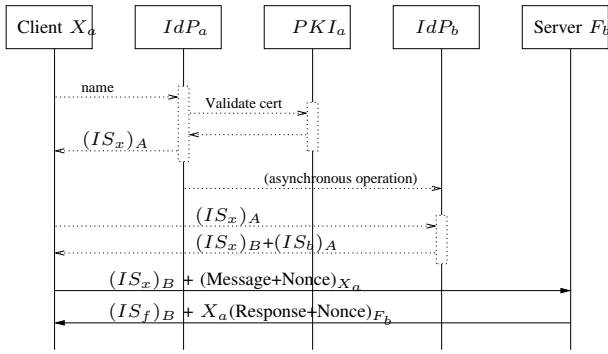 Client X_a
IdP_a
PKI_a
IdP_b
Server F_b
name
Validate cert
(IS_x)_A
(asynchronous operation)
(IS_x)_A
(IS_x)_B+(IS_b)_A
(IS_x)_B + (Message+Nonce)_{X_a}
(IS_f)_B + X_a(Response+Nonce)_{F_b}